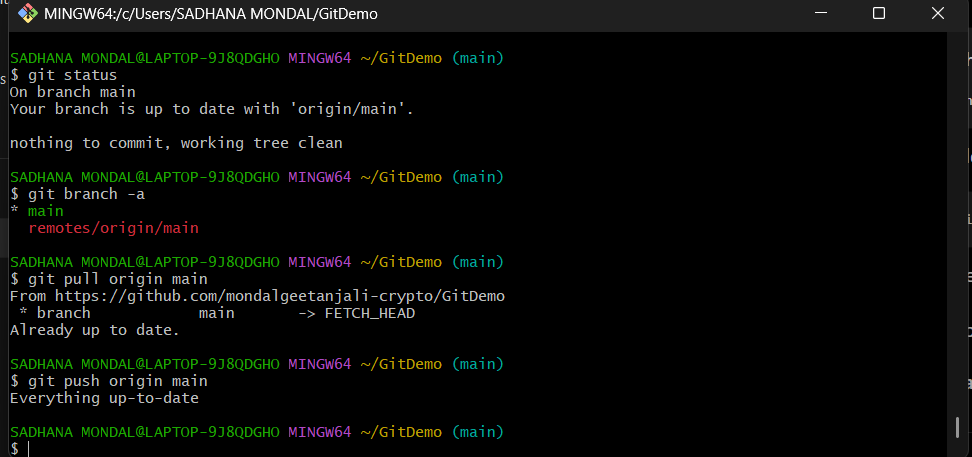 MINGW64:/c/Users/SADHANA MONDAL/GitDemo
SADHANA MONDAL@LAPTOP-9J8QDGHO MINGW64 ~/GitDemo (main)
$ git status
On branch main
Your branch is up to date with 'origin/main'.
nothing to commit, working tree clean
SADHANA MONDAL@LAPTOP-9J8QDGHO MINGW64 ~/GitDemo (main)
$ git branch -a
* main
  remotes/origin/main
SADHANA MONDAL@LAPTOP-9J8QDGHO MINGW64 ~/GitDemo (main)
$ git pull origin main
From https://github.com/mondalgeetanjali-crypto/GitDemo
 * branch            main       -> FETCH_HEAD
Already up to date.
SADHANA MONDAL@LAPTOP-9J8QDGHO MINGW64 ~/GitDemo (main)
$ git push origin main
Everything up-to-date
SADHANA MONDAL@LAPTOP-9J8QDGHO MINGW64 ~/GitDemo (main)
$